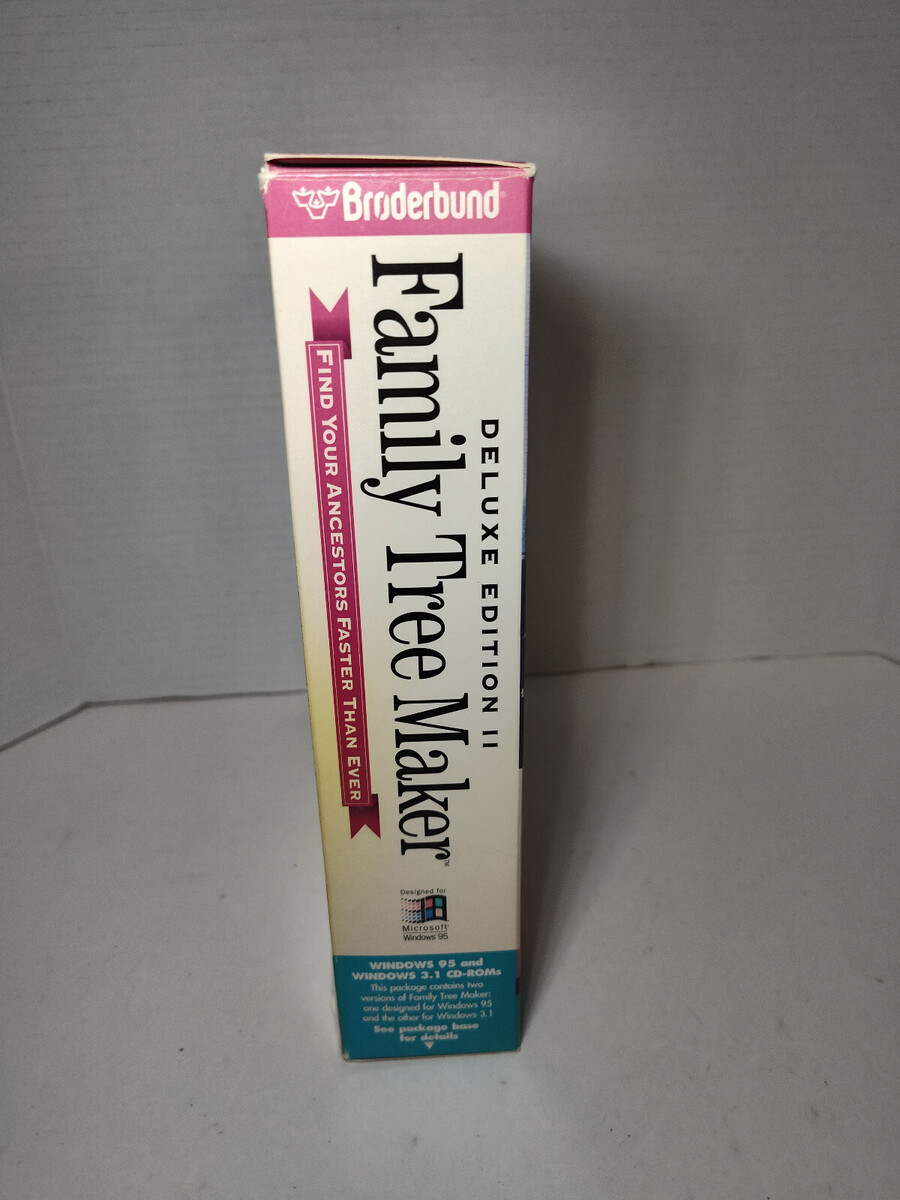 Brøderbund®
DELUXE EDITION II
Family Tree Maker™
FIND YOUR ANCESTORS FASTER THAN EVER
Designed for
Microsoft®
Windows 95
WINDOWS 95 and
WINDOWS 3.1 CD-ROMs
This package contains two
versions of Family Tree Maker:
one designed for Windows 95
and the other for Windows 3.1
See package base
for details